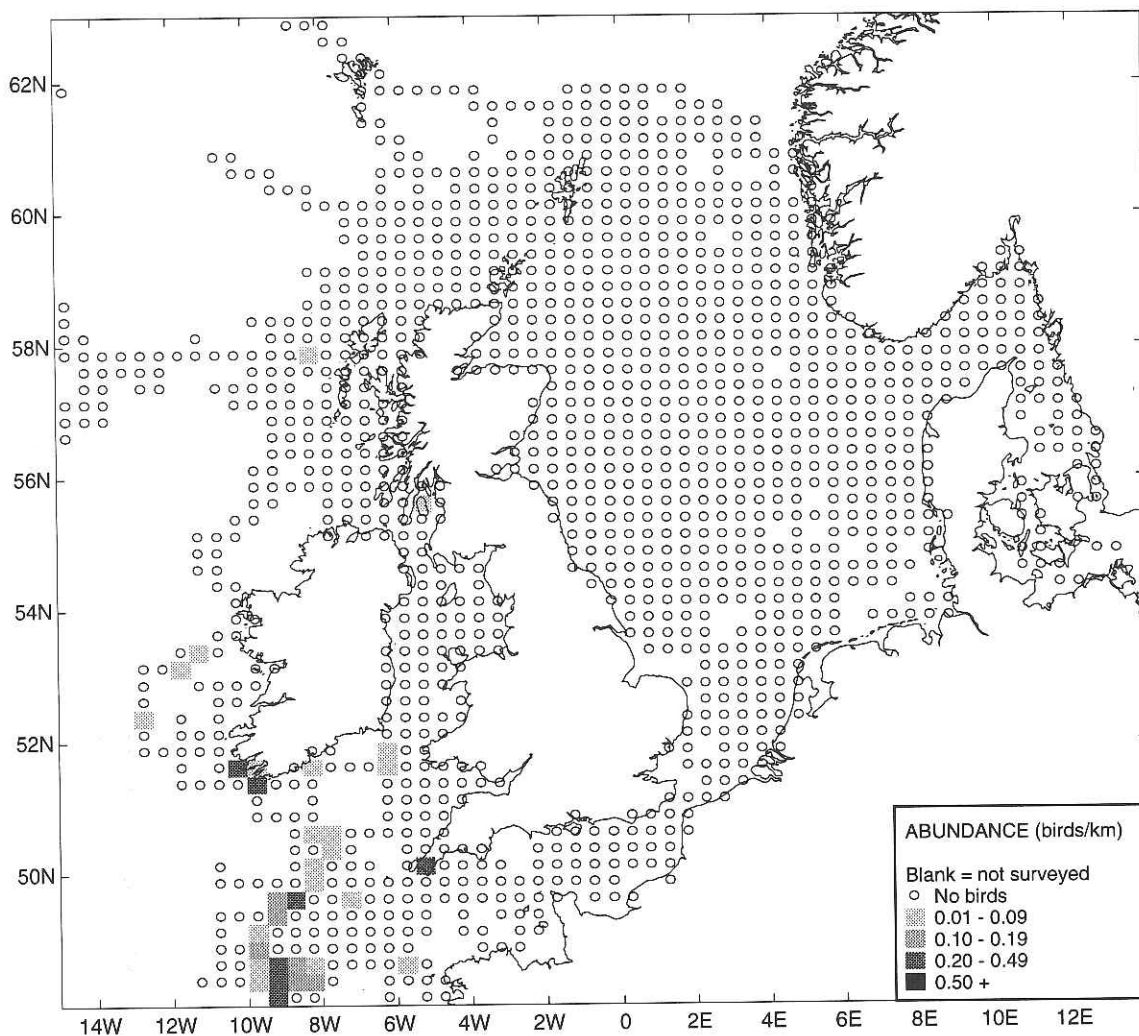 62N
60N
58N
56N
54N
52N
50N
ABUNDANCE (birds/km)
Blank = not surveyed
No birds
0.01 - 0.09
0.10 - 0.19
0.20 - 0.49
0.50 +
14W 12W 10W 8W 6W 4W 2W 0 2E 4E 6E 8E 10E 12E